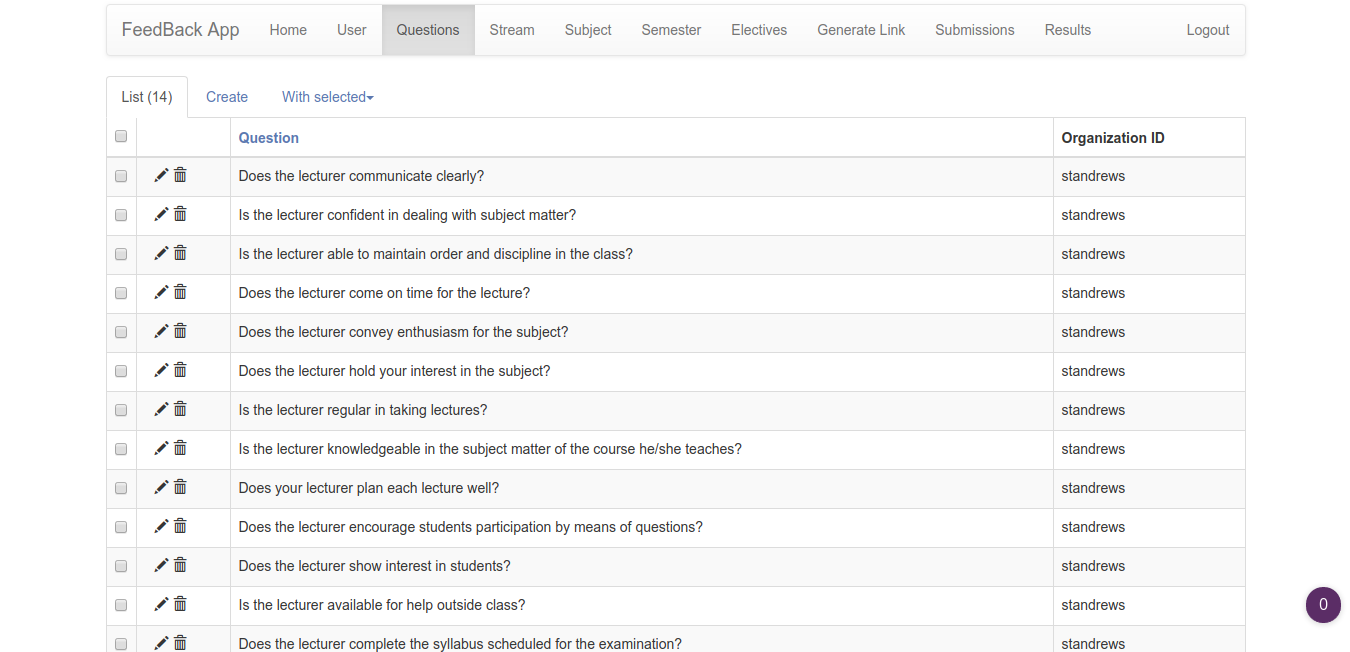 FeedBack App Home User Questions Stream Subject Semester Electives Generate Link Submissions Results Logout
List (14) Create With selected
Question Organization ID
Does the lecturer communicate clearly? standrews
Is the lecturer confident in dealing with subject matter? standrews
Is the lecturer able to maintain order and discipline in the class? standrews
Does the lecturer come on time for the lecture? standrews
Does the lecturer convey enthusiasm for the subject? standrews
Does the lecturer hold your interest in the subject? standrews
Is the lecturer regular in taking lectures? standrews
Is the lecturer knowledgeable in the subject matter of the course he/she teaches? standrews
Does your lecturer plan each lecture well? standrews
Does the lecturer encourage students participation by means of questions? standrews
Does the lecturer show interest in students? standrews
Is the lecturer available for help outside class? standrews
0
Does the lecturer complete the syllabus scheduled for the examination? standrews